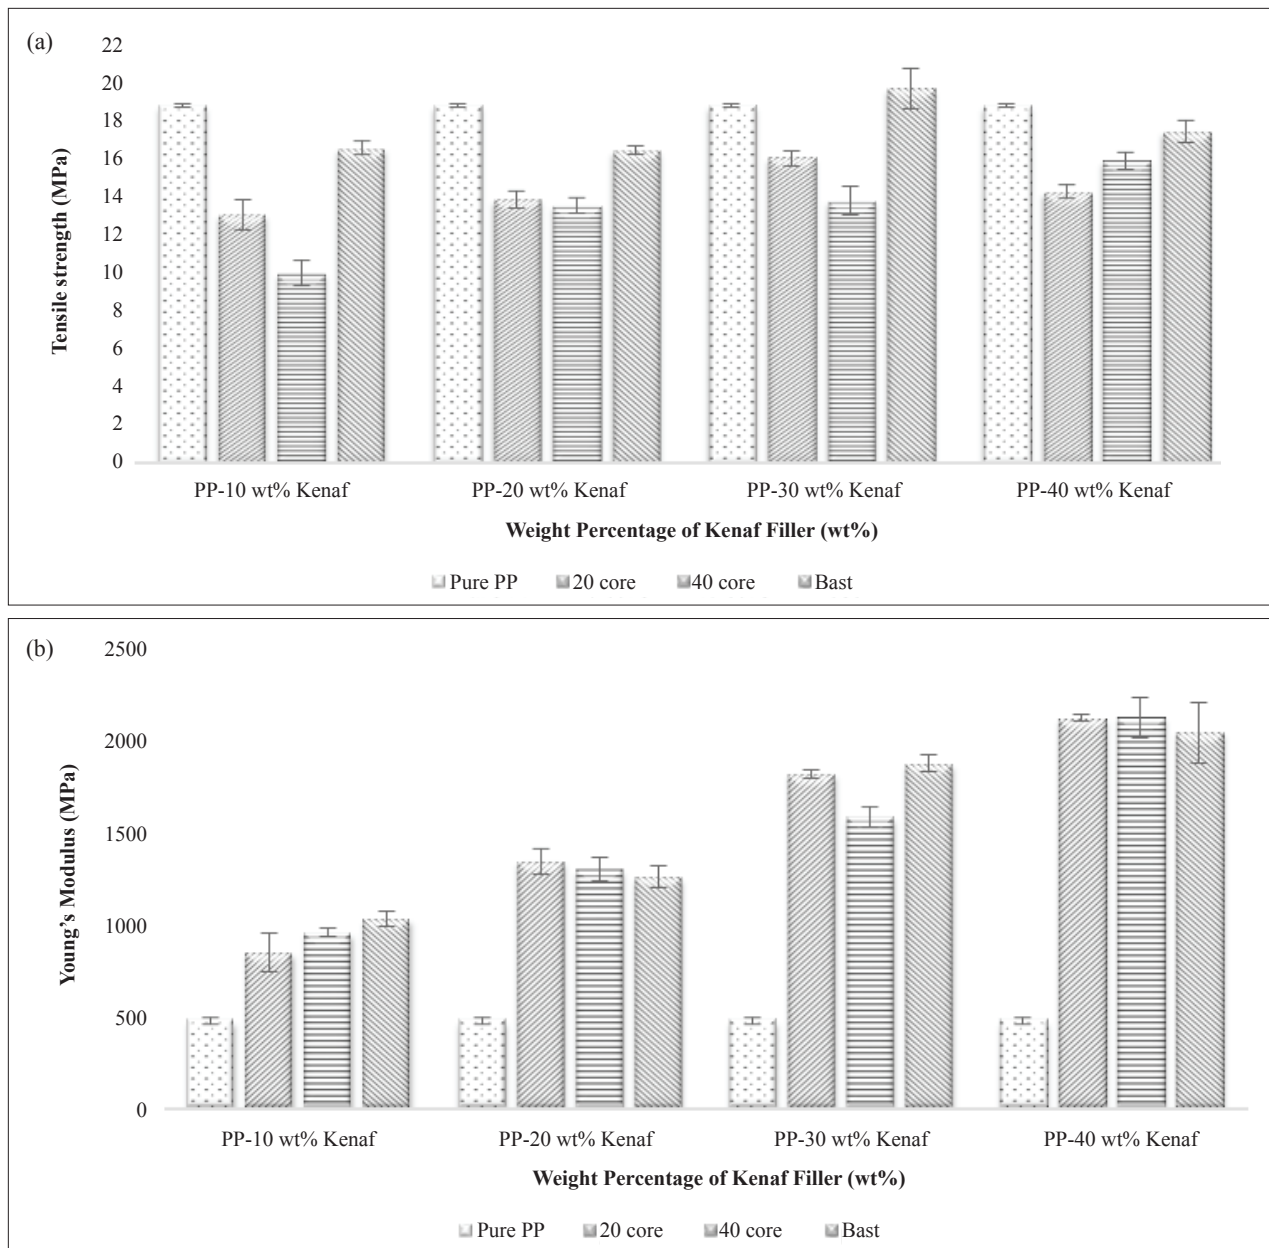 (a)
22
20
18
16
14
12
10
8
6
4
2
0
Tensile strength (MPa)
PP-10 wt% Kenaf PP-20 wt% Kenaf PP-30 wt% Kenaf PP-40 wt% Kenaf
Weight Percentage of Kenaf Filler (wt%)
Pure PP 20 core 40 core Bast
(b)
2500
2000
1500
1000
500
0
Young's Modulus (MPa)
PP-10 wt% Kenaf PP-20 wt% Kenaf PP-30 wt% Kenaf PP-40 wt% Kenaf
Weight Percentage of Kenaf Filler (wt%)
Pure PP 20 core 40 core Bast